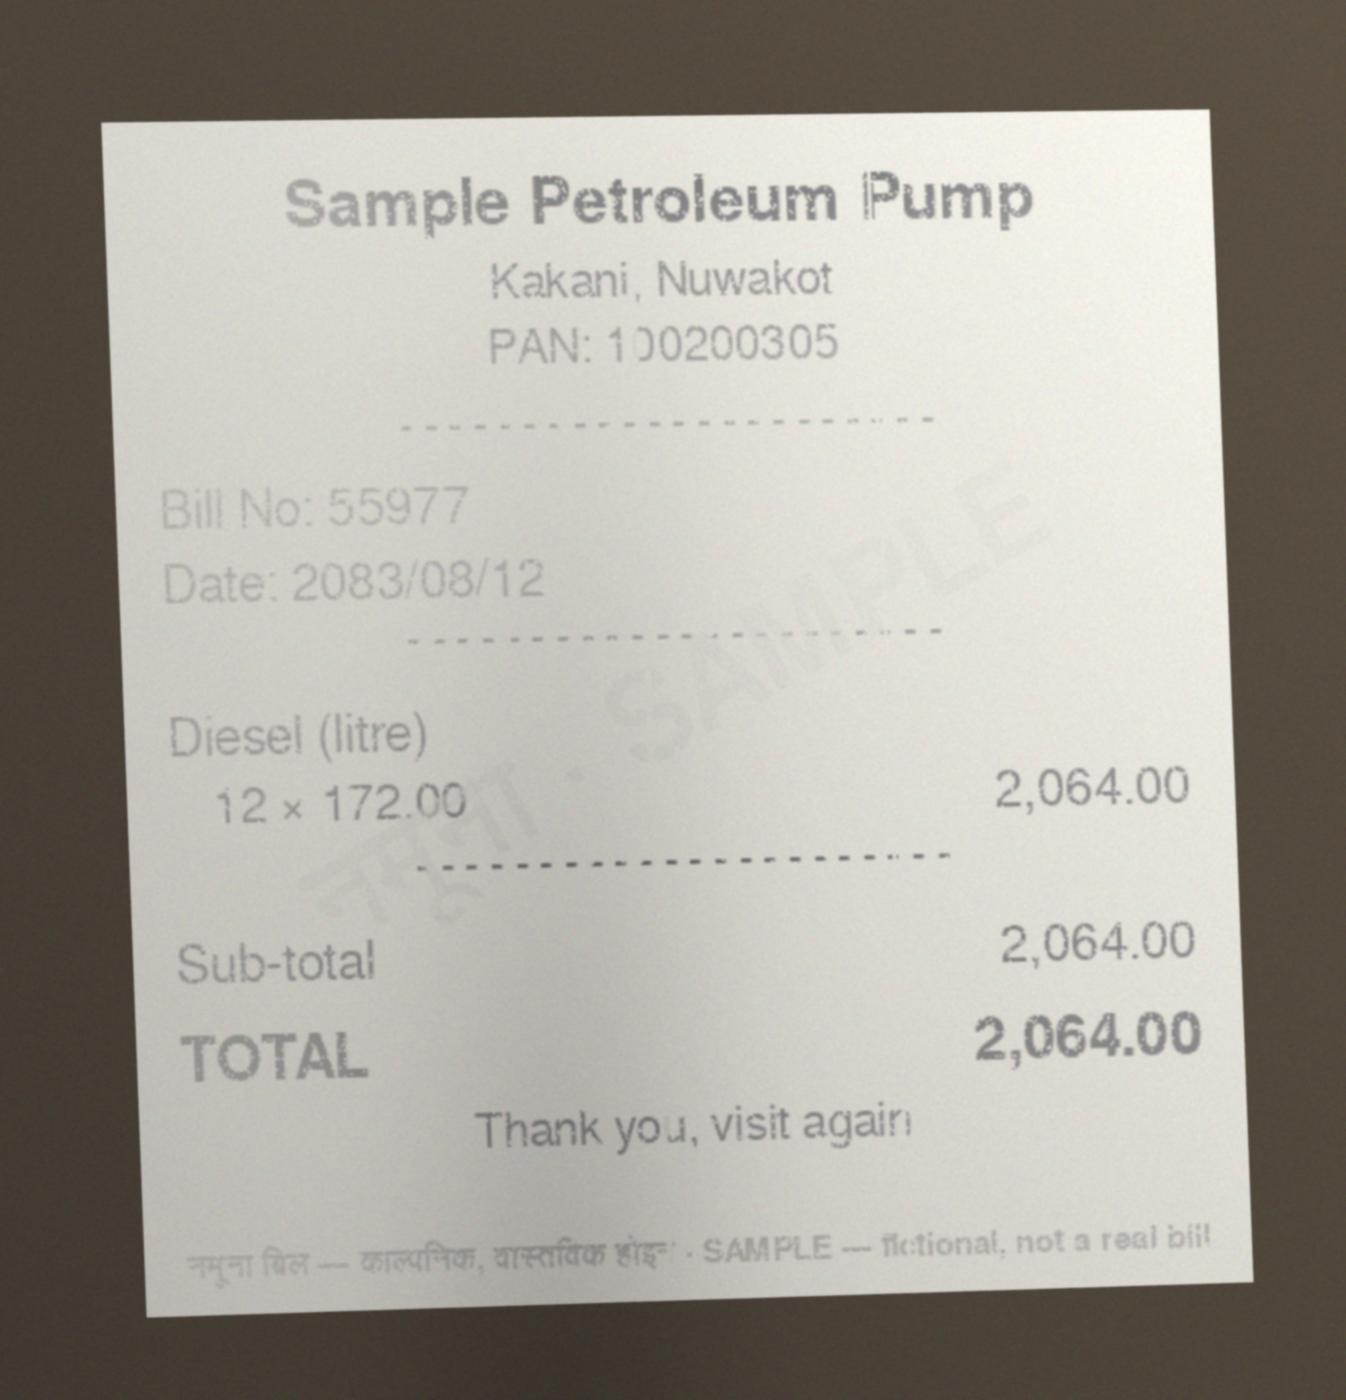 Sample Petroleum Pump
Kakani, Nuwakot
PAN: 100200305
Bill No: 55977
Date: 2083/08/12
Diesel (litre)
12 × 172.00 2,064.00
Sub-total 2,064.00
TOTAL 2,064.00
Thank you, visit again
नमूना बिल — काल्पनिक, वास्तविक होइन · SAMPLE — fictional, not a real bill
नमूना · SAMPLE